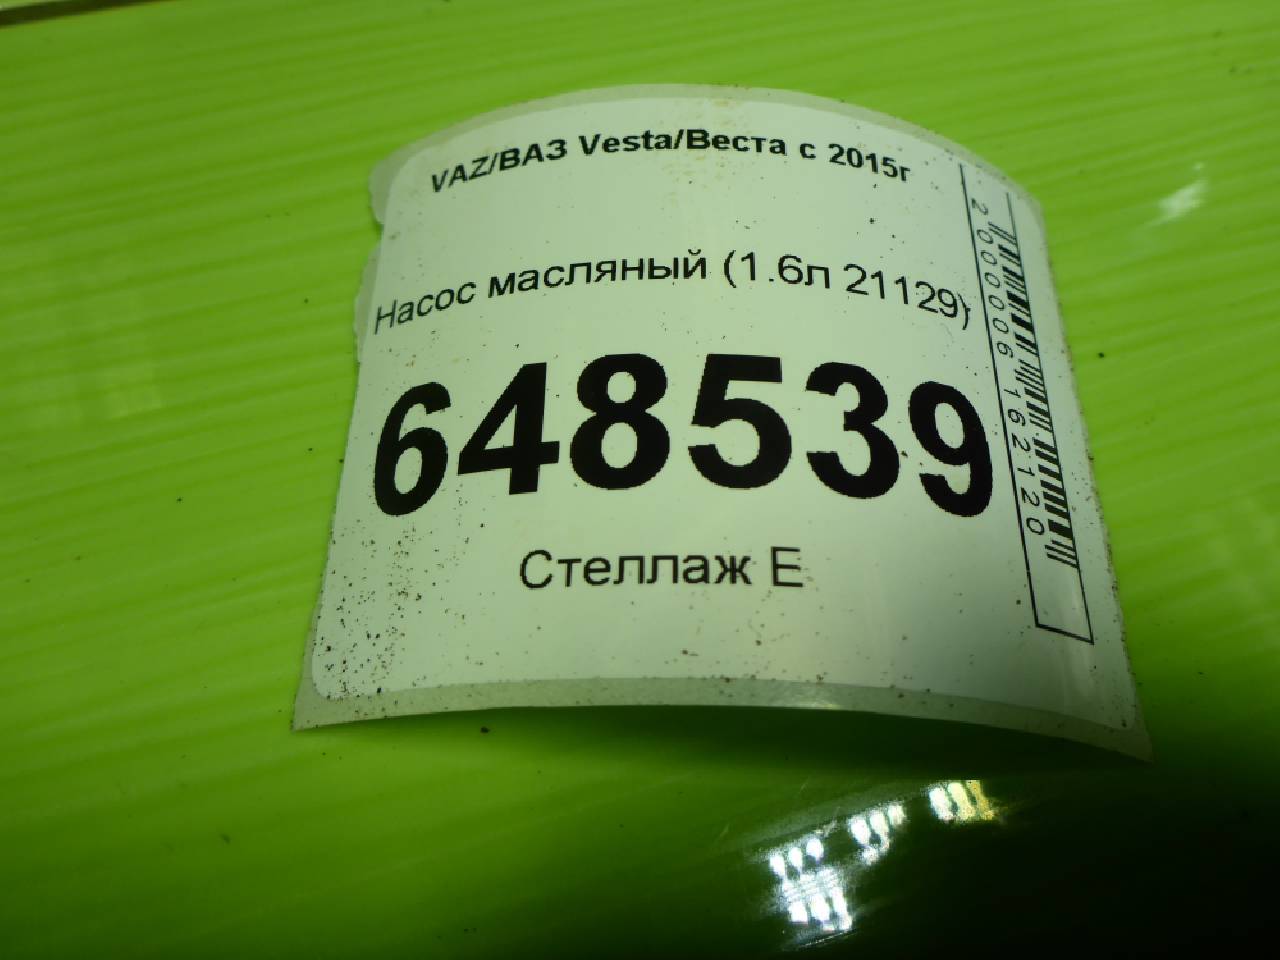 VAZ/ВАЗ Vesta/Веста с 2015г
Насос масляный (1.6л 21129)
648539
Стеллаж Е
2000006162120